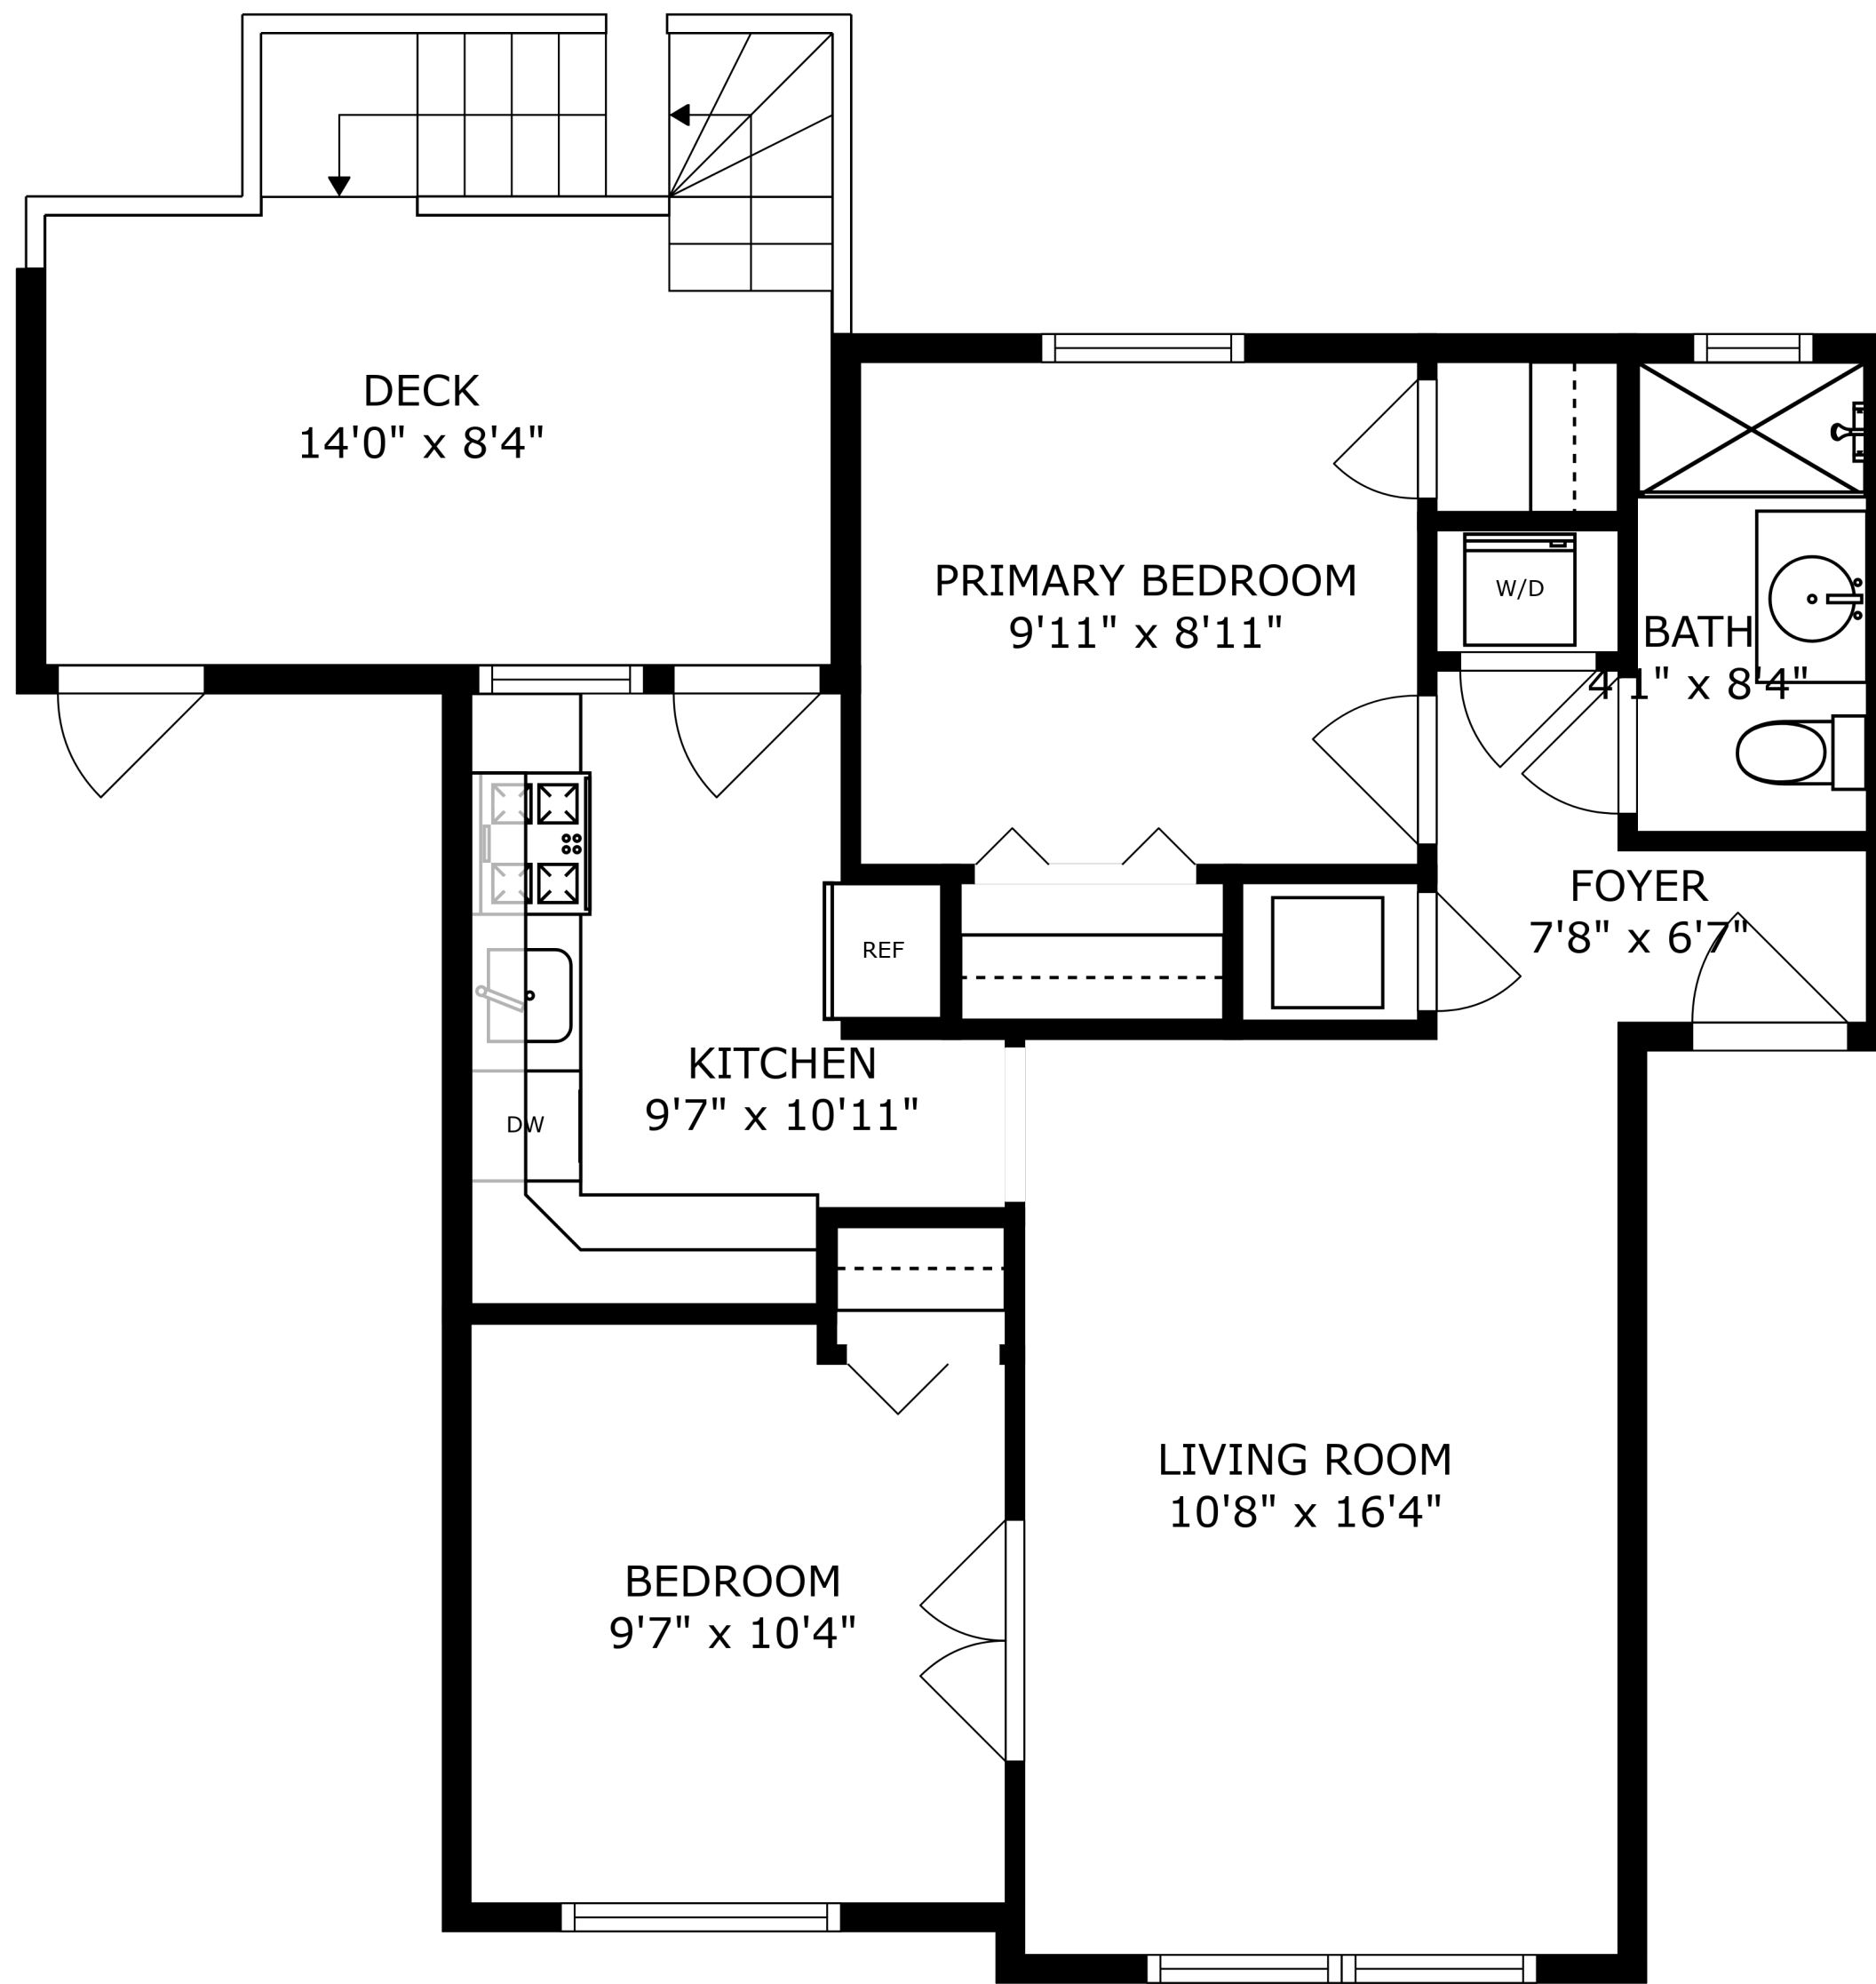 DECK
14'0" x 8'4"
PRIMARY BEDROOM
9'11" x 8'11"
W/D
BATH
4'1" x 8'4"
FOYER
7'8" x 6'7"
REF
KITCHEN
9'7" x 10'11"
DW
LIVING ROOM
10'8" x 16'4"
BEDROOM
9'7" x 10'4"